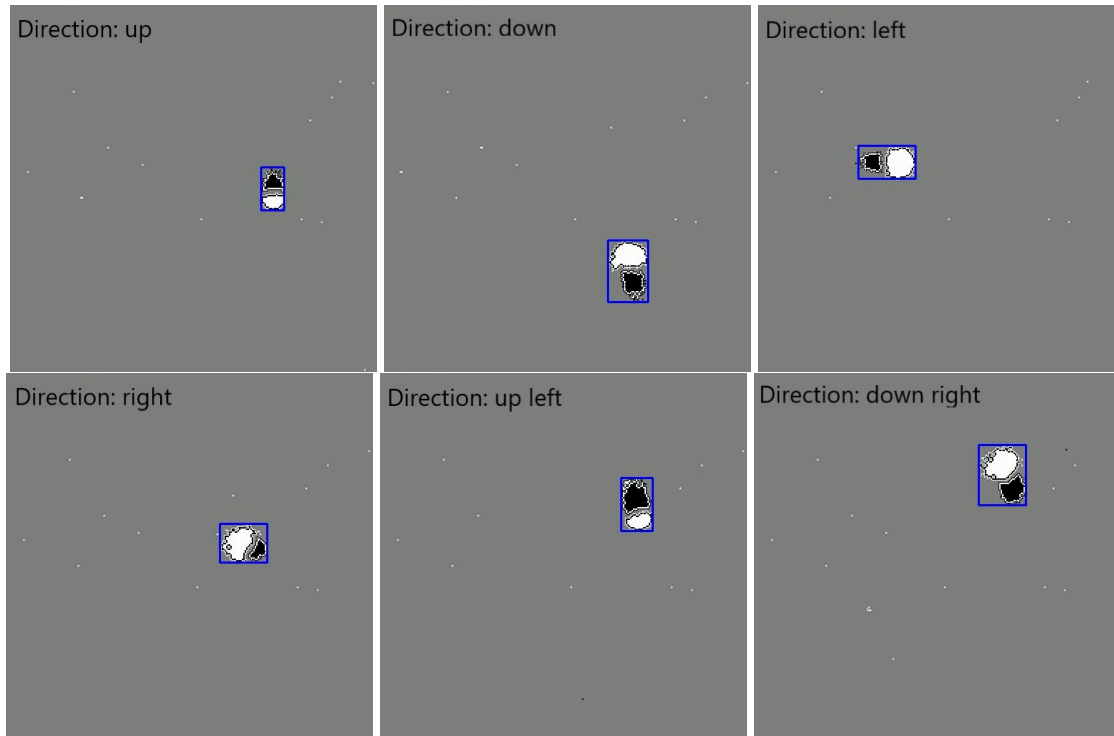 Direction: up
Direction: down
Direction: left
Direction: right
Direction: up left
Direction: down right